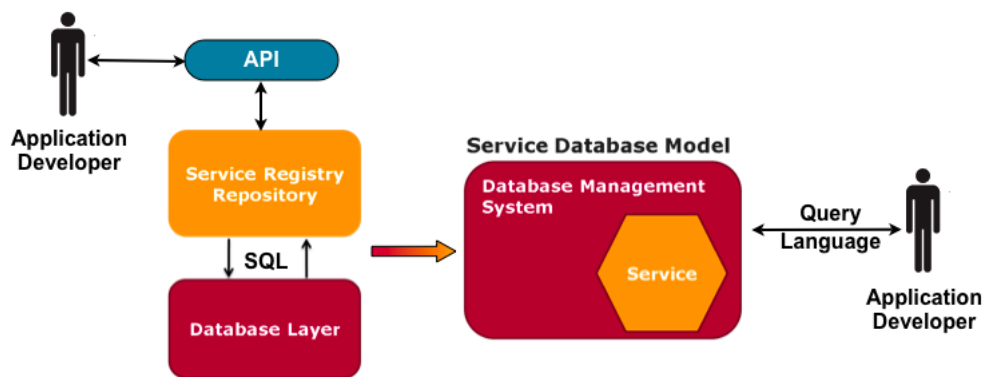 API
Application
Developer
Service Registry
Repository
SQL
Database Layer
Service Database Model
Database Management
System
Service
Query
Language
Application
Developer